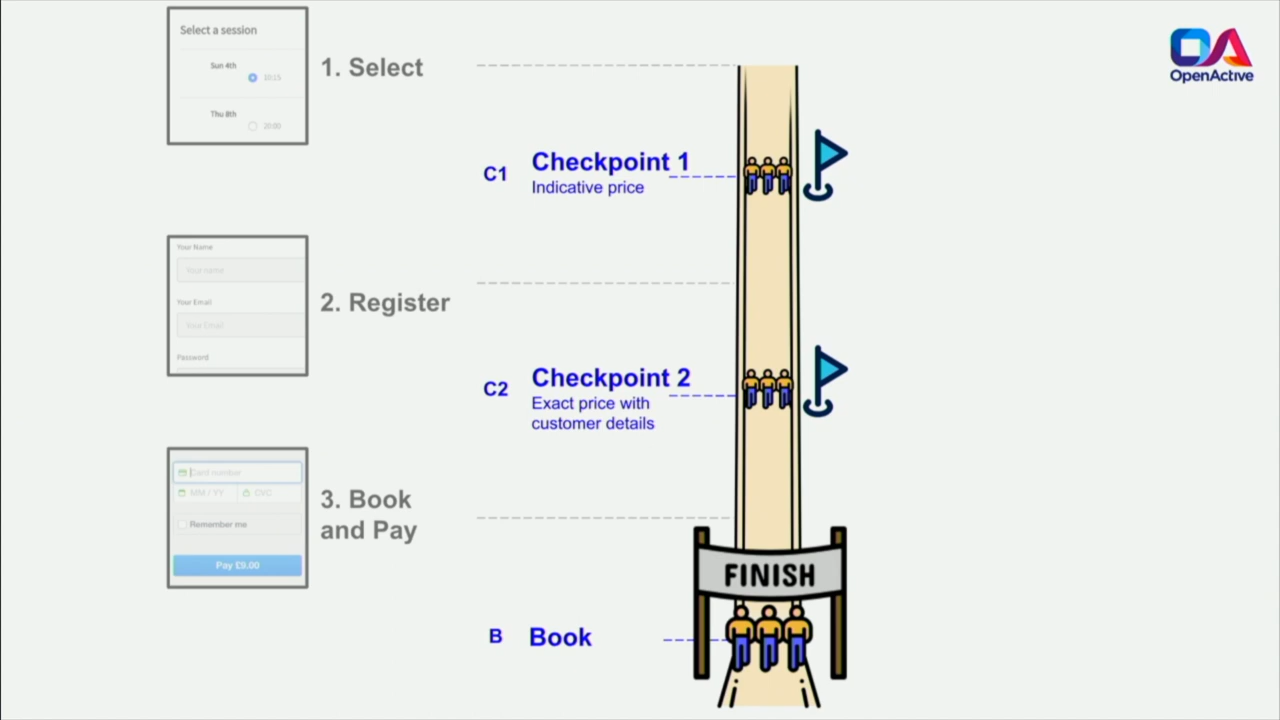 Select a session
Sun 4th
10:15
Thu 8th
20:00
1. Select
OpenActive
C1
Checkpoint 1
Indicative price
Your Name
Your name
Your Email
Your Email
Password
2. Register
C2
Checkpoint 2
Exact price with
customer details
Card number
MM / YY
CVC
Remember me
Pay £9.00
3. Book
and Pay
FINISH
B
Book